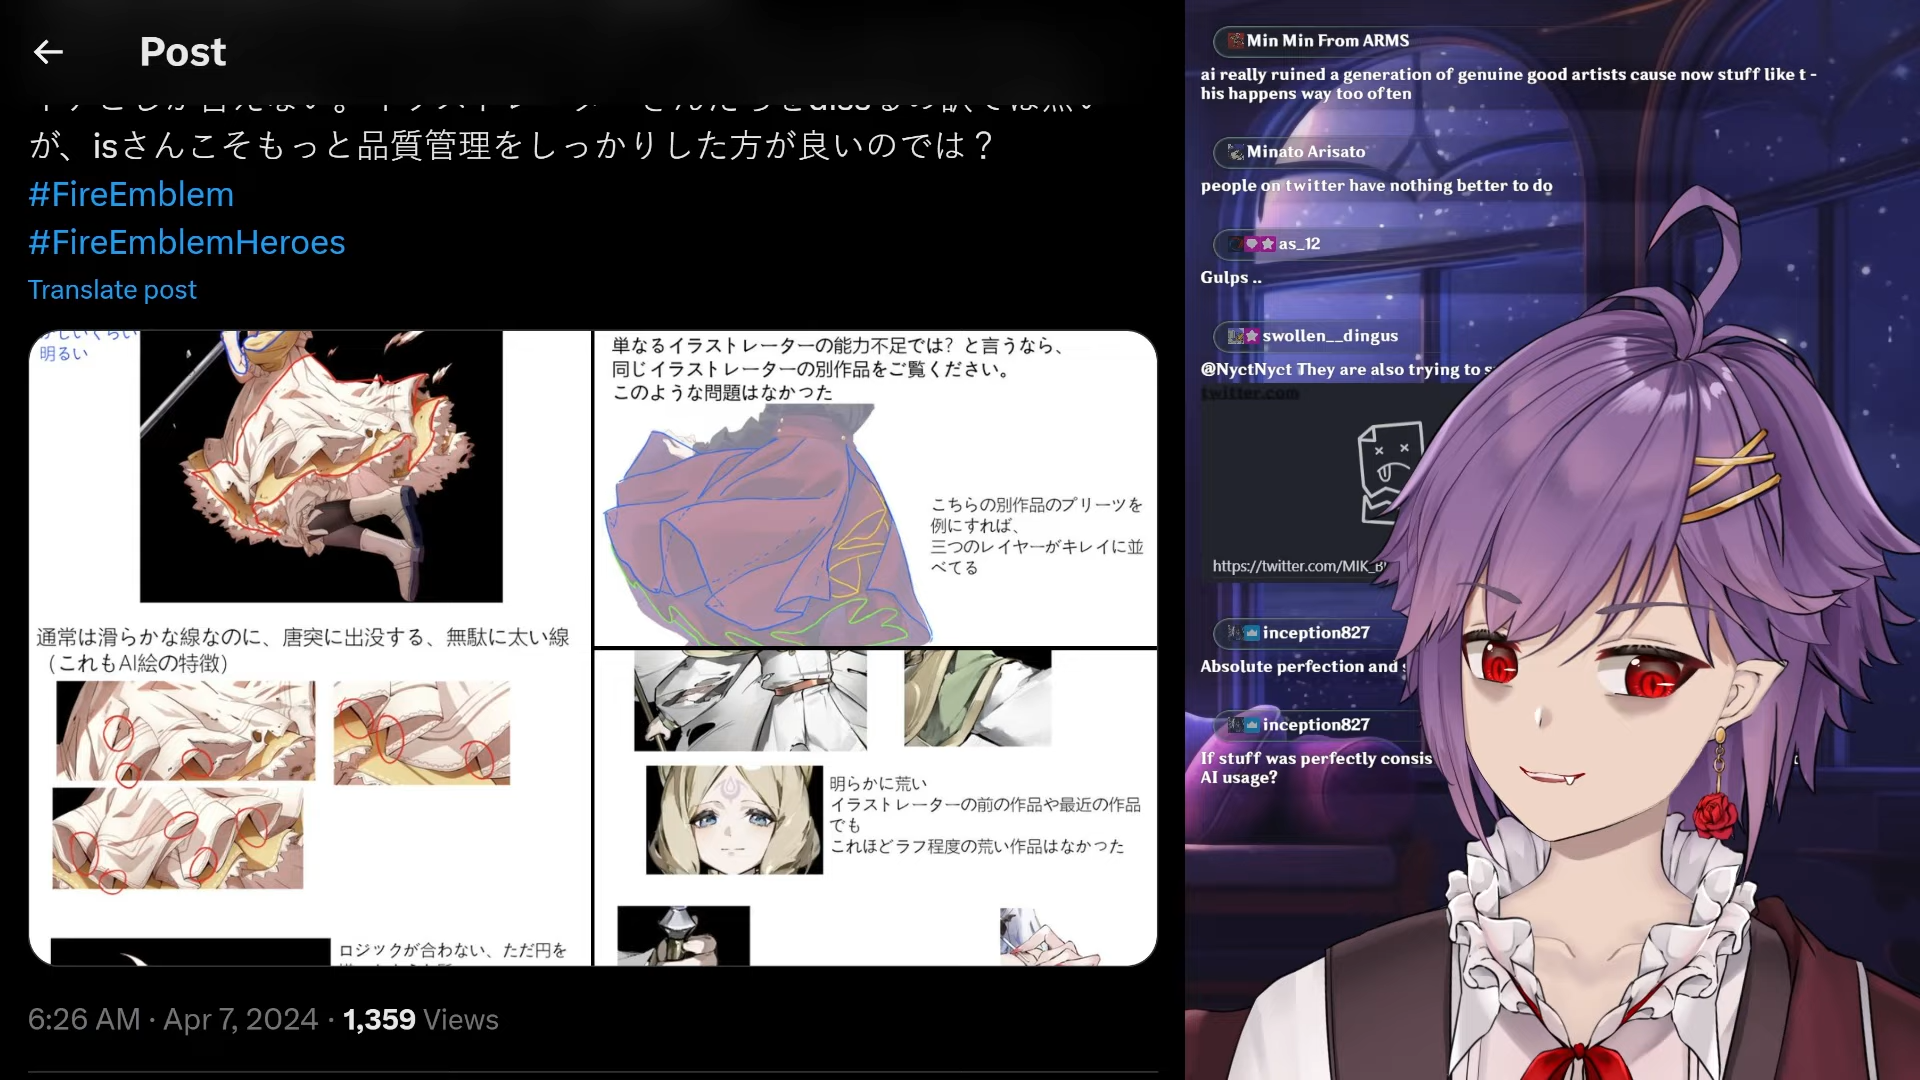 Post
が、isさんこそもっと品質管理をしっかりした方が良いのでは？
#FireEmblem
#FireEmblemHeroes
Translate post
明るい
通常は滑らかな線なのに、唐突に出没する、無駄に太い線
（これもAI絵の特徴）
ロジックが合わない、ただ円を
単なるイラストレーターの能力不足では？と言うなら、
同じイラストレーターの別作品をご覧ください。
このような問題はなかった
こちらの別作品のプリーツを
例にすれば、
三つのレイヤーがキレイに並
べてる
明らかに荒い
イラストレーターの前の作品や最近の作品
でも
これほどラフ程度の荒い作品はなかった
6:26 AM · Apr 7, 2024 · 1,359 Views
Min Min From ARMS
ai really ruined a generation of genuine good artists cause now stuff like t -
his happens way too often
Minato Arisato
people on twitter have nothing better to do
as_12
Gulps ..
swollen__dingus
@NyctNyct They are also trying to s
twitter.com
https://twitter.com/MIK_B
inception827
Absolute perfection and
inception827
If stuff was perfectly consis
AI usage?